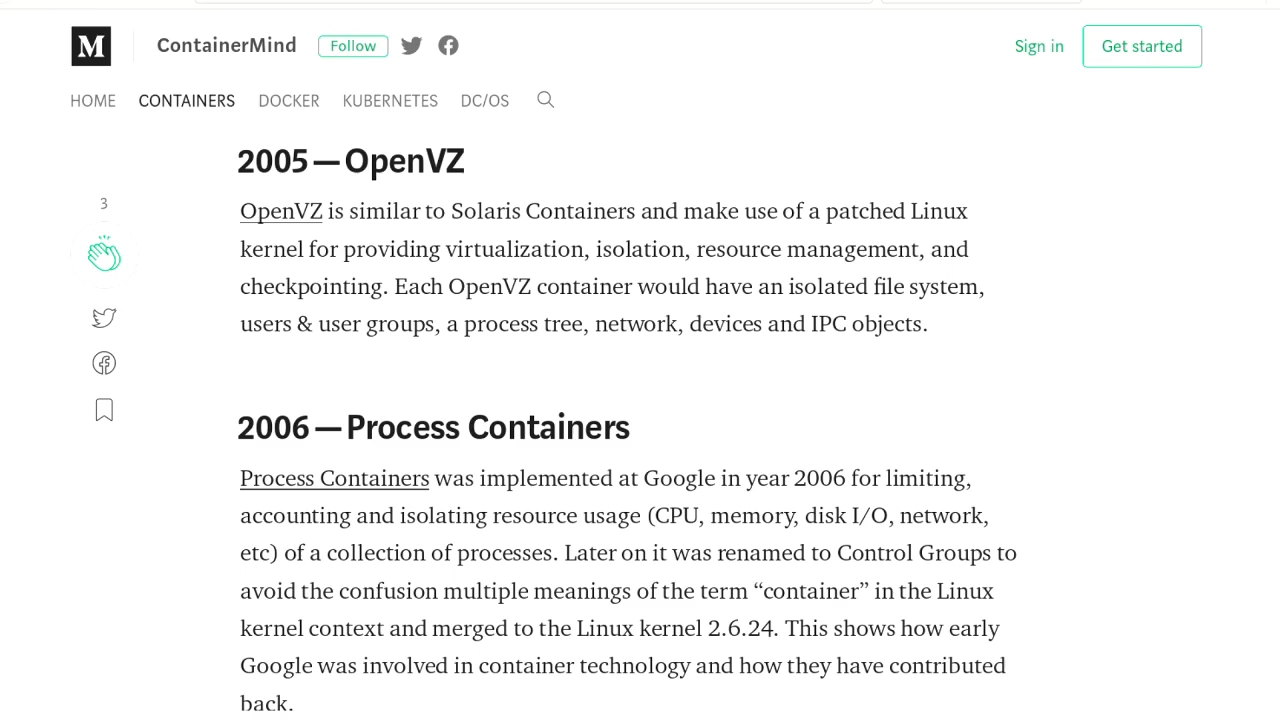 M ContainerMind Follow Sign in Get started
HOME CONTAINERS DOCKER KUBERNETES DC/OS
2005 — OpenVZ
3
OpenVZ is similar to Solaris Containers and make use of a patched Linux
kernel for providing virtualization, isolation, resource management, and
checkpointing. Each OpenVZ container would have an isolated file system,
users & user groups, a process tree, network, devices and IPC objects.
2006 — Process Containers
Process Containers was implemented at Google in year 2006 for limiting,
accounting and isolating resource usage (CPU, memory, disk I/O, network,
etc) of a collection of processes. Later on it was renamed to Control Groups to
avoid the confusion multiple meanings of the term “container” in the Linux
kernel context and merged to the Linux kernel 2.6.24. This shows how early
Google was involved in container technology and how they have contributed
back.